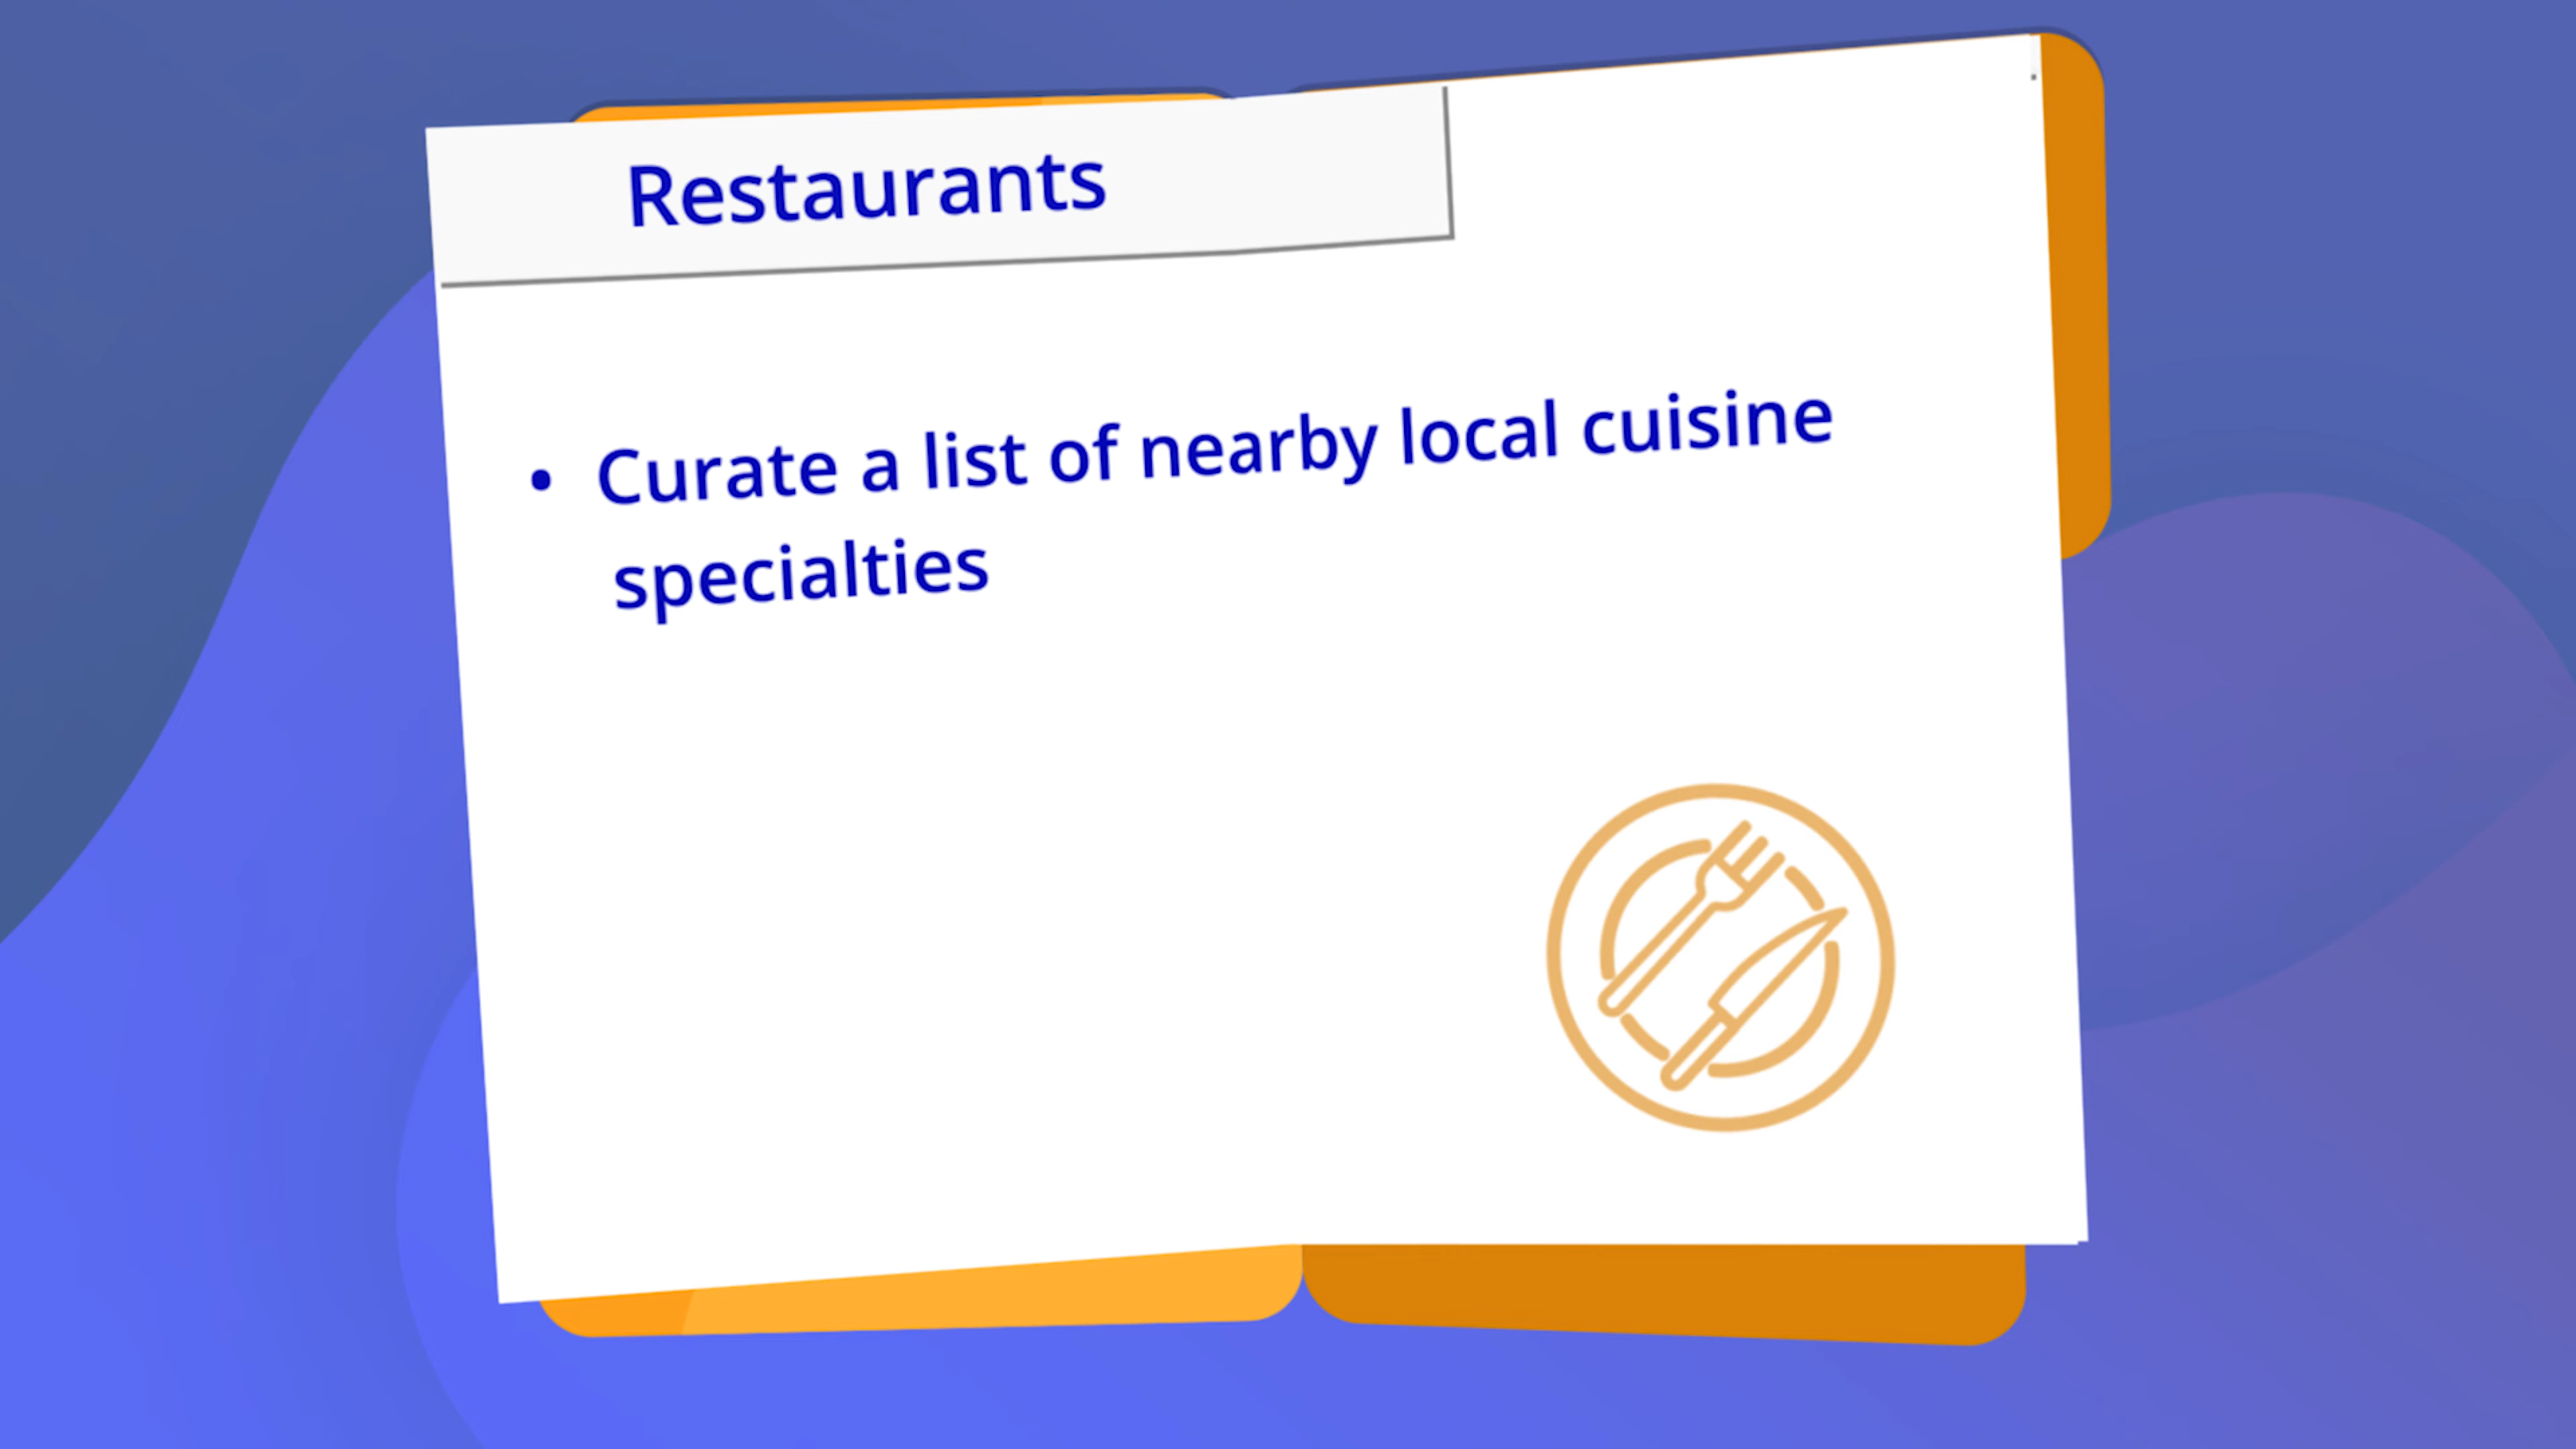 Restaurants
• Curate a list of nearby local cuisine
specialties